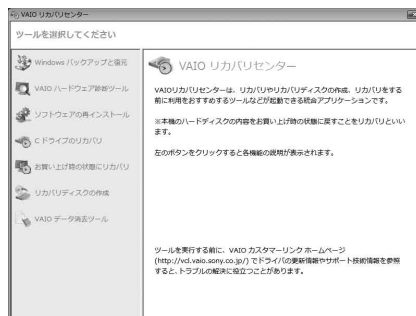 VAIO リカバリセンター
ツールを選択してください
Windows バックアップと復元
VAIO ハードウェア診断ツール
ソフトウェアの再インストール
C ドライブのリカバリ
お買い上げ時の状態にリカバリ
リカバリディスクの作成
VAIO データ消去ツール
VAIO リカバリセンター
VAIOリカバリセンターは、リカバリやリカバリディスクの作成、リカバリをする
前に利用をおすすめするツールなどが起動できる統合アプリケーションです。
※本機のハードディスクの内容をお買い上げ時の状態に戻すことをリカバリといい
ます。
左のボタンをクリックすると各機能の説明が表示されます。
ツールを実行する前に、VAIO カスタマーリンク ホームページ
(http://vcl.vaio.sony.co.jp/) でドライバの更新情報やサポート技術情報を参照
すると、トラブルの解決に役立つことがあります。